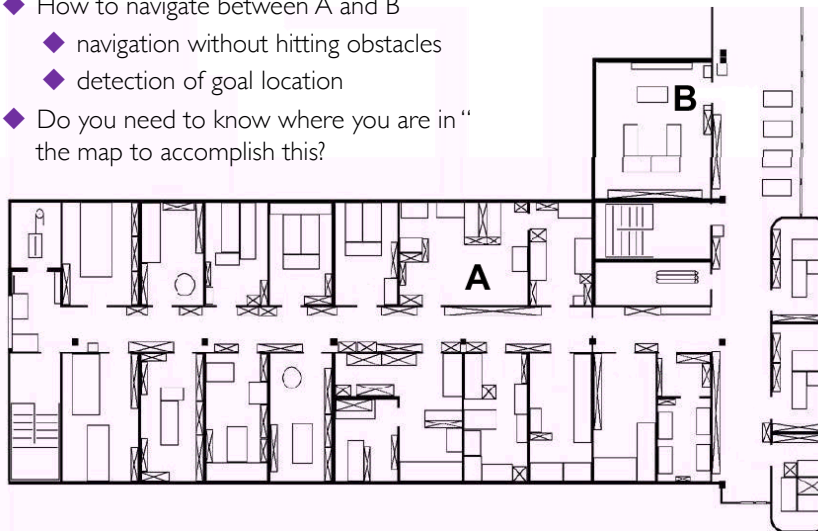 How to navigate between A and B
navigation without hitting obstacles
detection of goal location
Do you need to know where you are in “
the map to accomplish this?
B
A